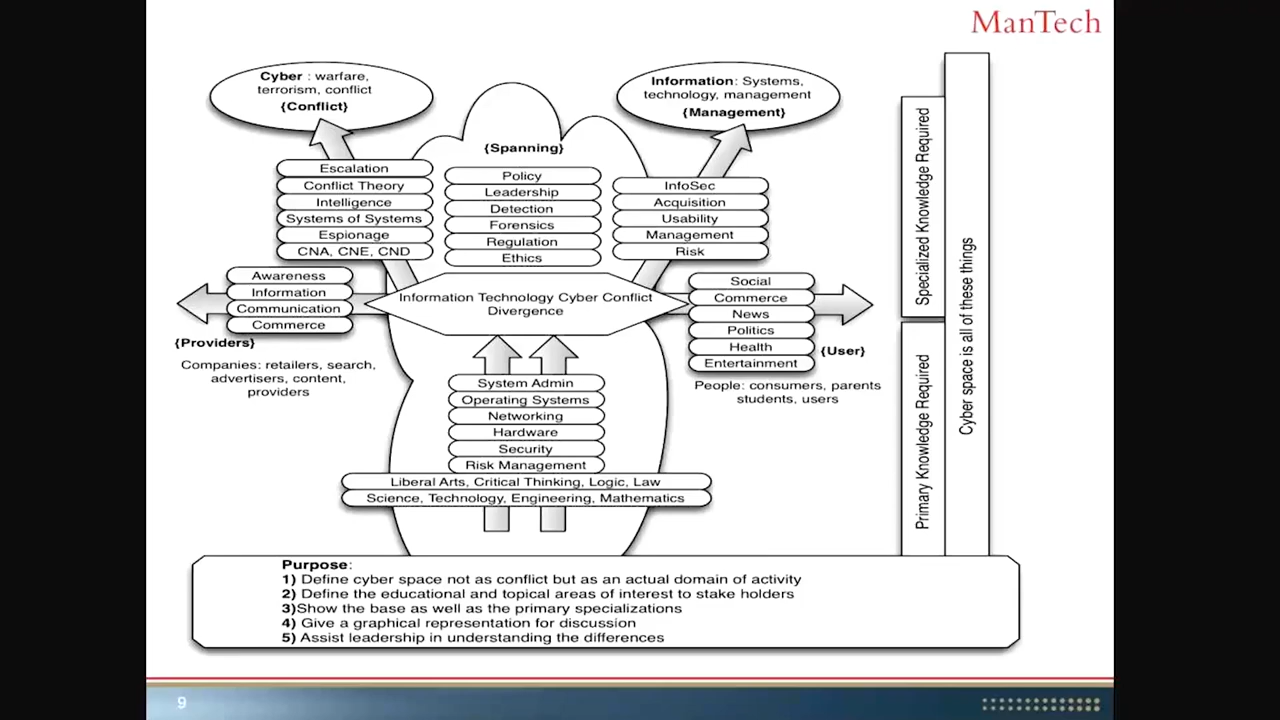 ManTech
Cyber : warfare,
terrorism, conflict
{Conflict}
Information: Systems,
technology, management
{Management}
{Spanning}
Escalation
Conflict Theory
Intelligence
Systems of Systems
Espionage
CNA, CNE, CND
Policy
Leadership
Detection
Forensics
Regulation
Ethics
InfoSec
Acquisition
Usability
Management
Risk
Awareness
Information
Communication
Commerce
{Providers}
Companies: retailers, search,
advertisers, content,
providers
Information Technology Cyber Conflict
Divergence
Social
Commerce
News
Politics
Health
Entertainment
{User}
People: consumers, parents
students, users
System Admin
Operating Systems
Networking
Hardware
Security
Risk Management
Liberal Arts, Critical Thinking, Logic, Law
Science, Technology, Engineering, Mathematics
Specialized Knowledge Required
Primary Knowledge Required
Cyber space is all of these things
Purpose:
1) Define cyber space not as conflict but as an actual domain of activity
2) Define the educational and topical areas of interest to stake holders
3)Show the base as well as the primary specializations
4) Give a graphical representation for discussion
5) Assist leadership in understanding the differences
9